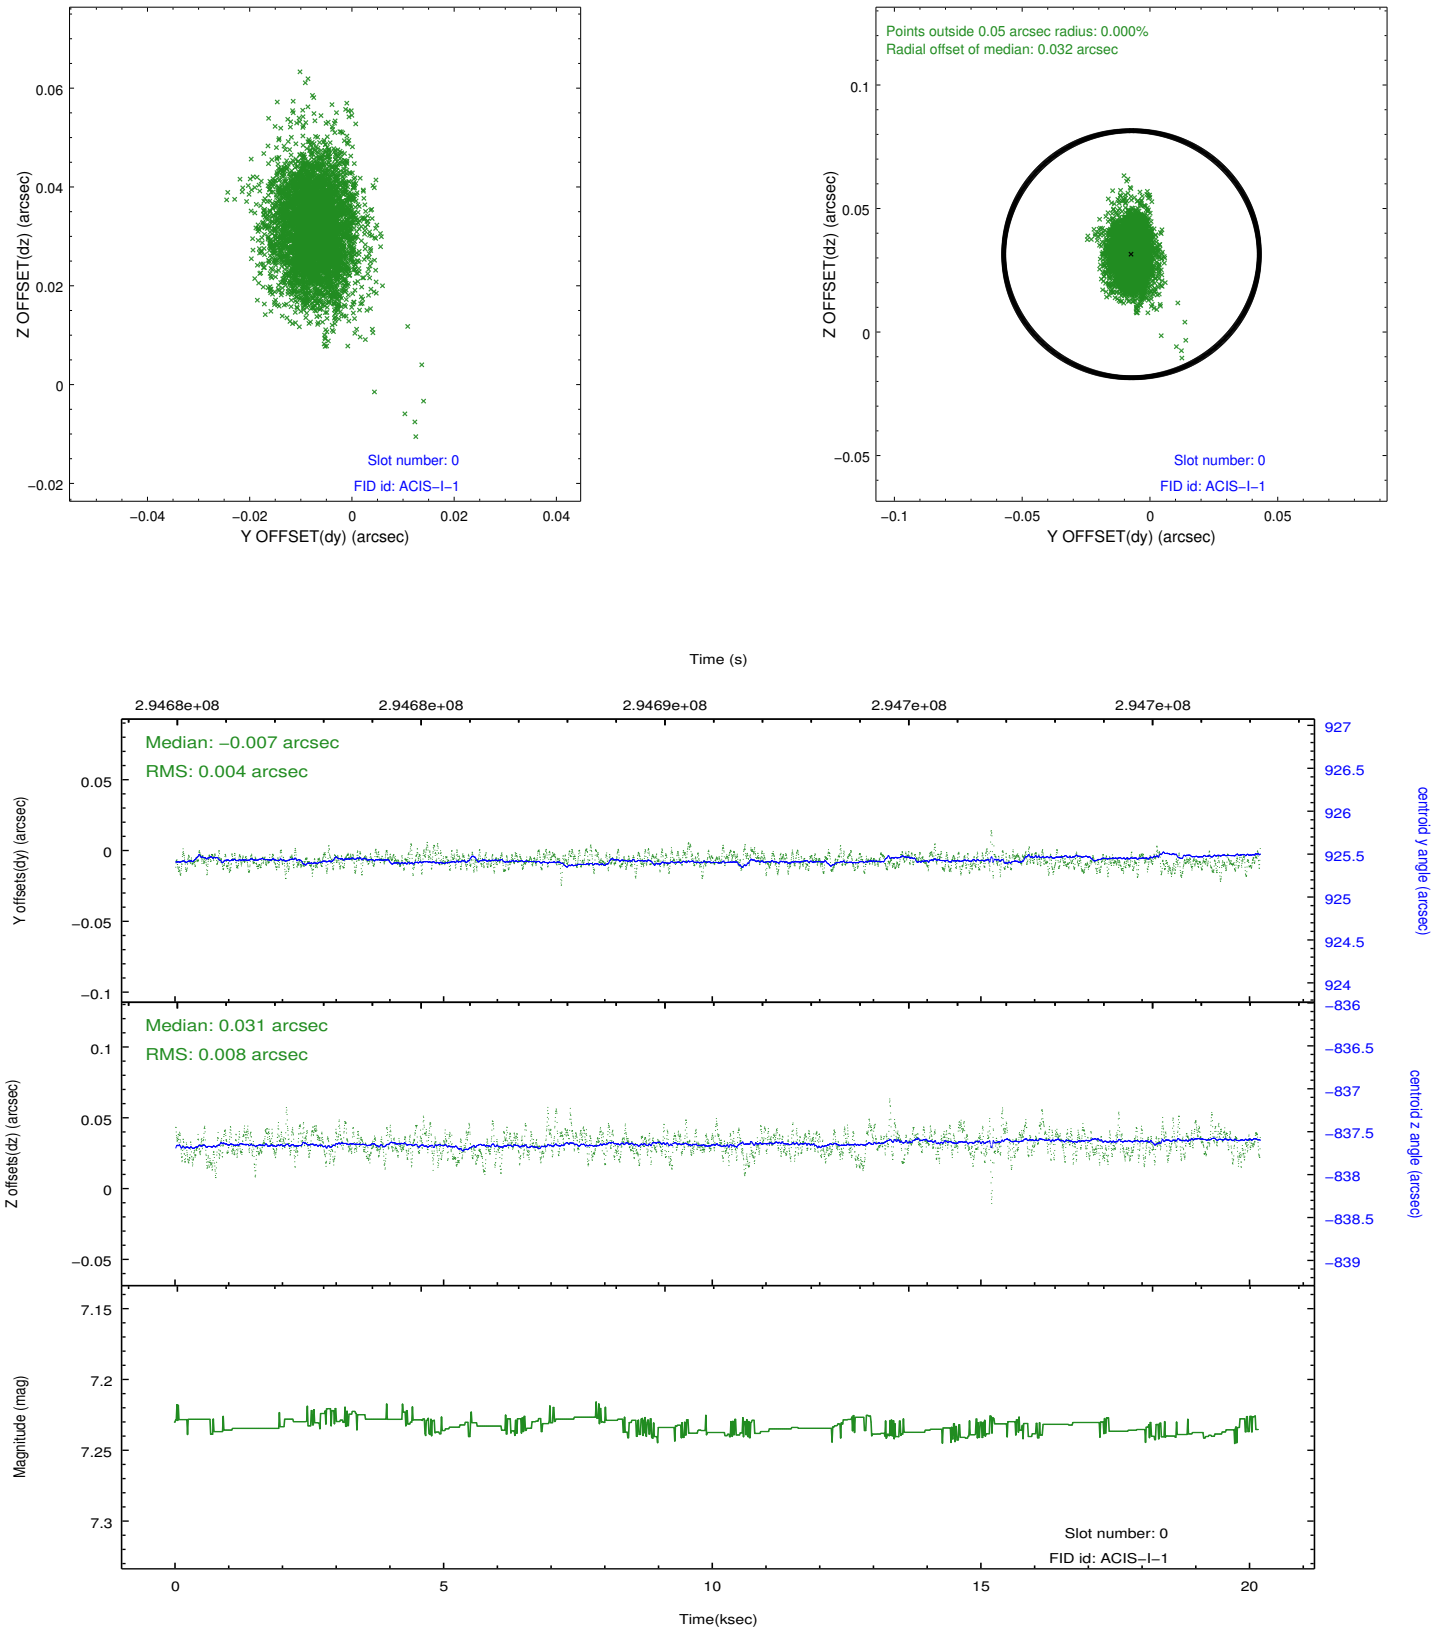 0.06
0.04
0.02
0
−0.02
Z OFFSET(dz) (arcsec)
Slot number: 0
FID id: ACIS−I−1
−0.04
−0.02
0
0.02
0.04
Y OFFSET(dy) (arcsec)
Points outside 0.05 arcsec radius: 0.000%
Radial offset of median: 0.032 arcsec
0.1
0.05
0
−0.05
Z OFFSET(dz) (arcsec)
Slot number: 0
FID id: ACIS−I−1
−0.1
−0.05
0
0.05
Y OFFSET(dy) (arcsec)
Time (s)
2.9468e+08
2.9468e+08
2.9469e+08
2.947e+08
2.947e+08
Median: −0.007 arcsec
RMS: 0.004 arcsec
0.05
0
−0.05
−0.1
Y offsets(dy) (arcsec)
927
926.5
926
925.5
925
924.5
924
centroid y angle (arcsec)
Median: 0.031 arcsec
RMS: 0.008 arcsec
0.1
0.05
0
−0.05
Z offsets(dz) (arcsec)
−836
−836.5
−837
−837.5
−838
−838.5
−839
centroid z angle (arcsec)
7.15
7.2
7.25
7.3
Magnitude (mag)
Slot number: 0
FID id: ACIS−I−1
0
5
10
15
20
Time(ksec)